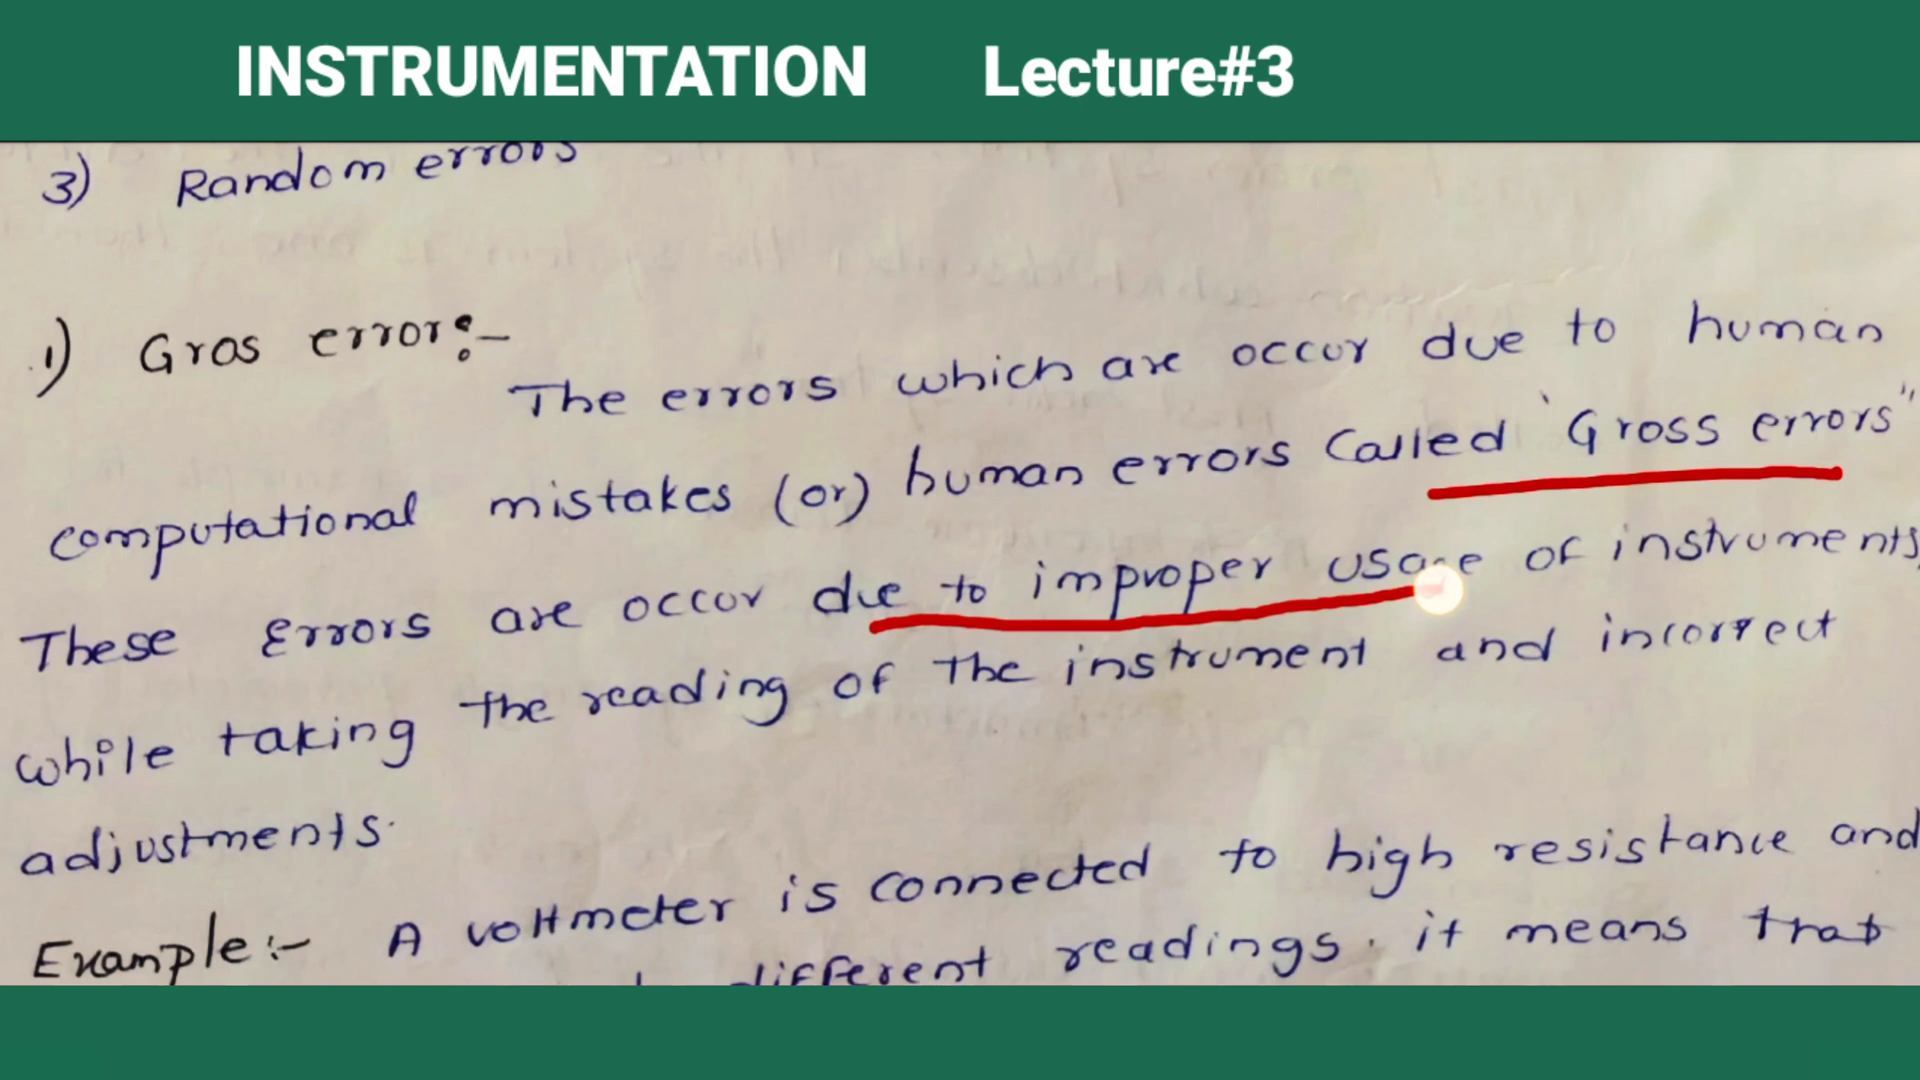 INSTRUMENTATION Lecture#3
3) Random errors
1) Gros error:-
The errors which are occur due to human
computational mistakes (or) human errors called "Gross errors"
These Errors are occur due to improper usage of instruments,
while taking the reading of the instrument and incorrect
adjustments.
Example:- A voltmeter is connected to high resistance and
different readings. it means that